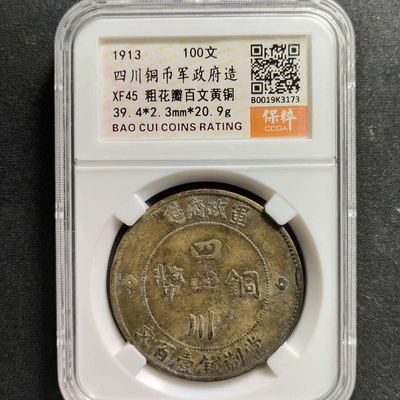 1913 100文
四川铜币军政府造
XF45 粗花瓣百文黄铜
39.4*2.3mm*20.9g
BAO CUI COINS RATING
B0019K3173
保粹
CCGA
造府政軍
四
幣 銅
川
文百壹錢制當